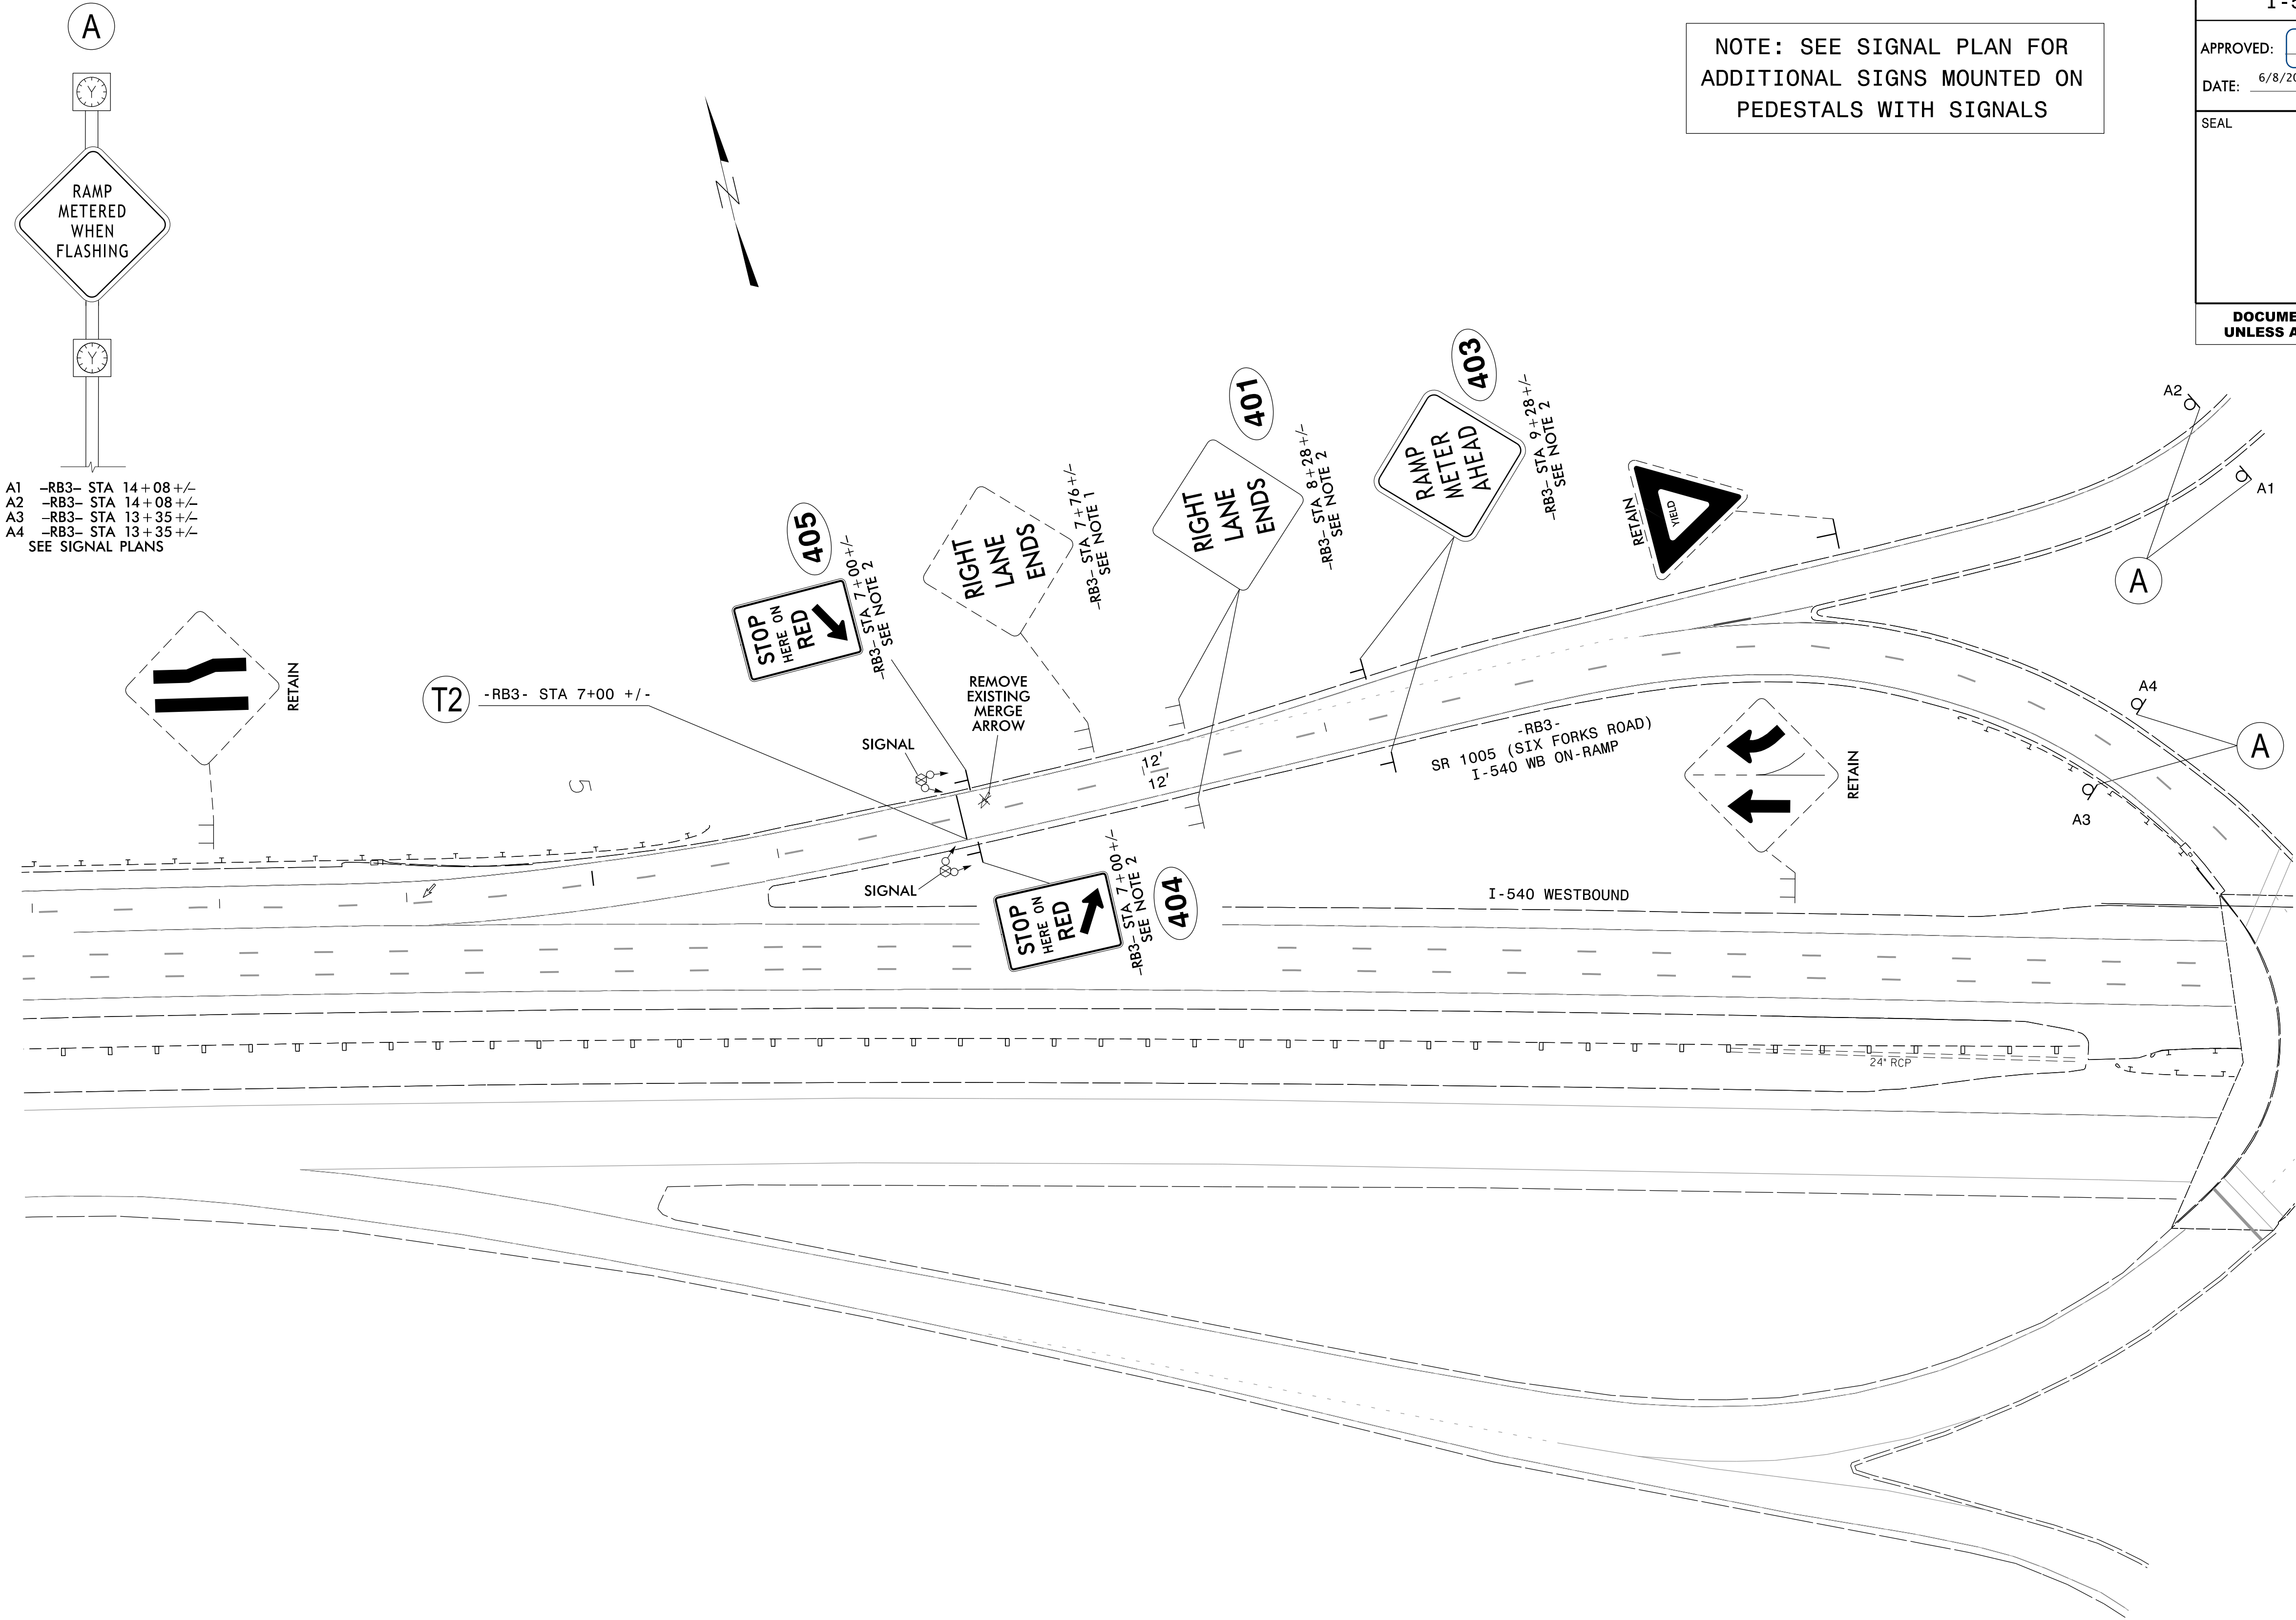 A
Y
RAMP
METERED
WHEN
FLASHING
Y
A1 -RB3- STA 14+08+/-
A2 -RB3- STA 14+08+/-
A3 -RB3- STA 13+35+/-
A4 -RB3- STA 13+35+/-
SEE SIGNAL PLANS
N
NOTE: SEE SIGNAL PLAN FOR
ADDITIONAL SIGNS MOUNTED ON
PEDESTALS WITH SIGNALS
APPROVED:
DATE:
SEAL
RETAIN
T2
-RB3- STA 7+00 +/-
5
405
STOP
HERE ON
RED
-RB3- STA 7+00+/-
SEE NOTE 2
RIGHT
LANE
ENDS
-RB3- STA 7+76+/-
SEE NOTE 1
401
RIGHT
LANE
ENDS
-RB3- STA 8+28+/-
SEE NOTE 2
403
RAMP
METER
AHEAD
-RB3- STA 9+28+/-
SEE NOTE 2
RETAIN
YIELD
A2
A1
A
REMOVE
EXISTING
MERGE
ARROW
SIGNAL
SIGNAL
12'
12'
-RB3-
SR 1005 (SIX FORKS ROAD)
I-540 WB ON-RAMP
RETAIN
A4
A
A3
STOP
HERE ON
RED
-RB3- STA 7+00+/-
SEE NOTE 2
404
I-540 WESTBOUND
24" RCP